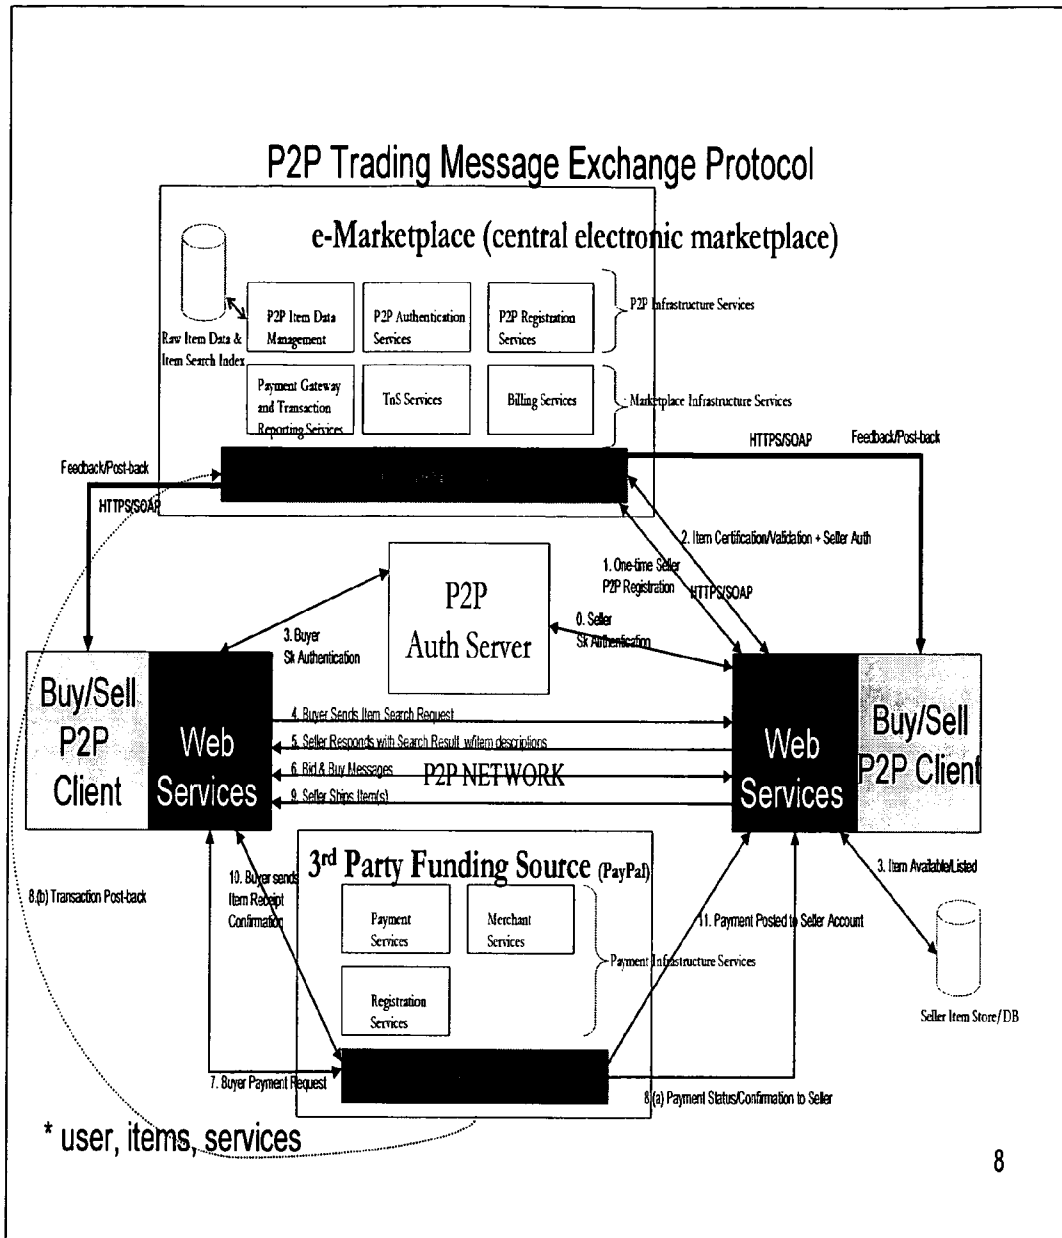 P2P Trading Message Exchange Protocol
e-Marketplace (central electronic marketplace)
P2P Item Data
Management
P2P Authentication
Services
P2P Registration
Services
P2P Infrastructure Services
Raw Item Data &
Item Search Index
Payment Gateway
and Transaction
Reporting Services
TnS Services
Billing Services
Marketplace Infrastructure Services
HTTPS/SOAP
Feedback/Post-back
Feedback/Post-back
HTTPS/SOAP
2. Item Certification/Validation + Seller Auth
1. One-time Seller
P2P Registration
HTTPS/SOAP
P2P
Auth Server
0. Seller
Sk Authentication
3. Buyer
Sk Authentication
Buy/Sell
P2P
Client
Web
Services
4. Buyer Sends Item Search Request
5. Seller Responds with Search Result w/item descriptions
6. Bid & Buy Messages
P2P NETWORK
9. Seller Ships Item(s)
Web
Services
Buy/Sell
P2P Client
3rd Party Funding Source (PayPal)
10. Buyer sends
Item Receipt
Confirmation
8.(b) Transaction Post-back
Payment
Services
Merchant
Services
Registration
Services
Payment Infrastructure Services
11. Payment Posted to Seller Account
3. Item Available/Listed
Seller Item Store/DB
7. Buyer Payment Request
8.(a) Payment Status/Confirmation to Seller
* user, items, services
8